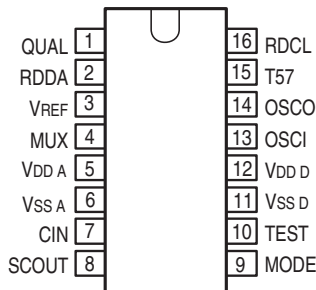 QUAL 1 16 RDCL
RDDA 2 15 T57
VREF 3 14 OSCO
MUX 4 13 OSCI
VDD A 5 12 VDD D
VSS A 6 11 VSS D
CIN 7 10 TEST
SCOUT 8 9 MODE